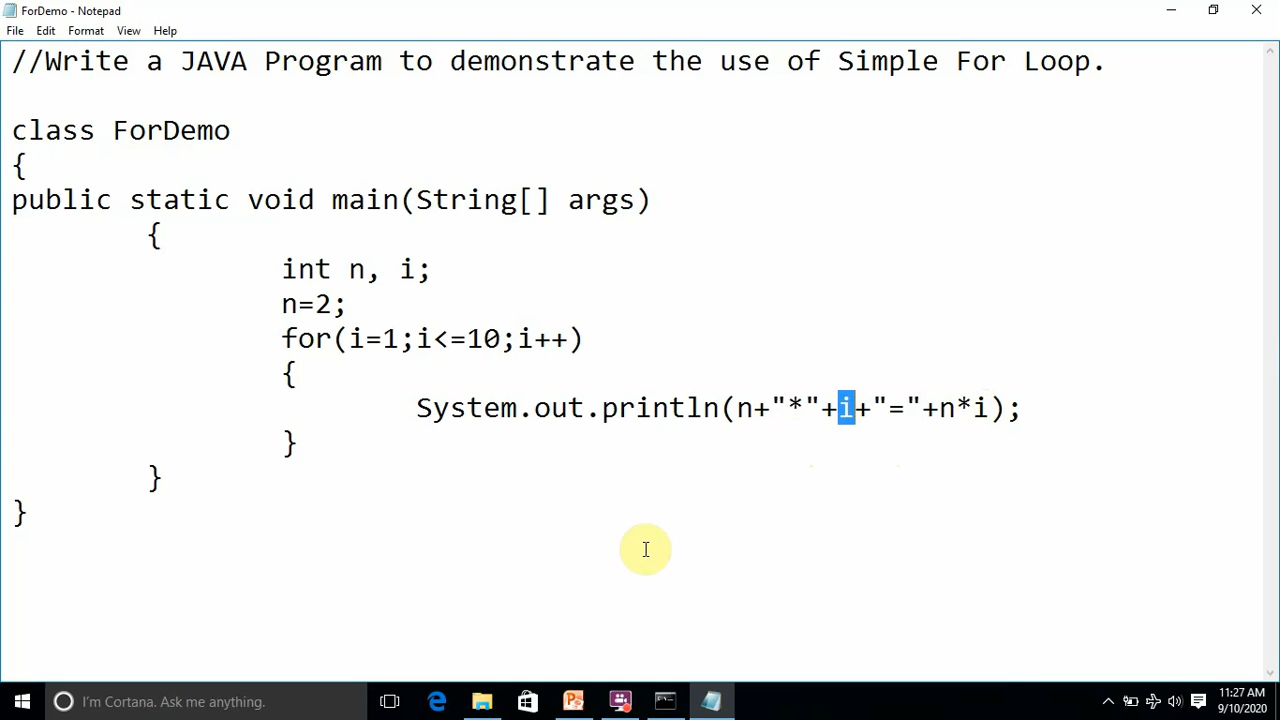 ForDemo - Notepad
File Edit Format View Help
//Write a JAVA Program to demonstrate the use of Simple For Loop.
class ForDemo
{
public static void main(String[] args)
{
int n, i;
n=2;
for(i=1;i<=10;i++)
{
System.out.println(n+"*"+i+"="+n*i);
}
}
}
I'm Cortana. Ask me anything.
11:27 AM
9/10/2020